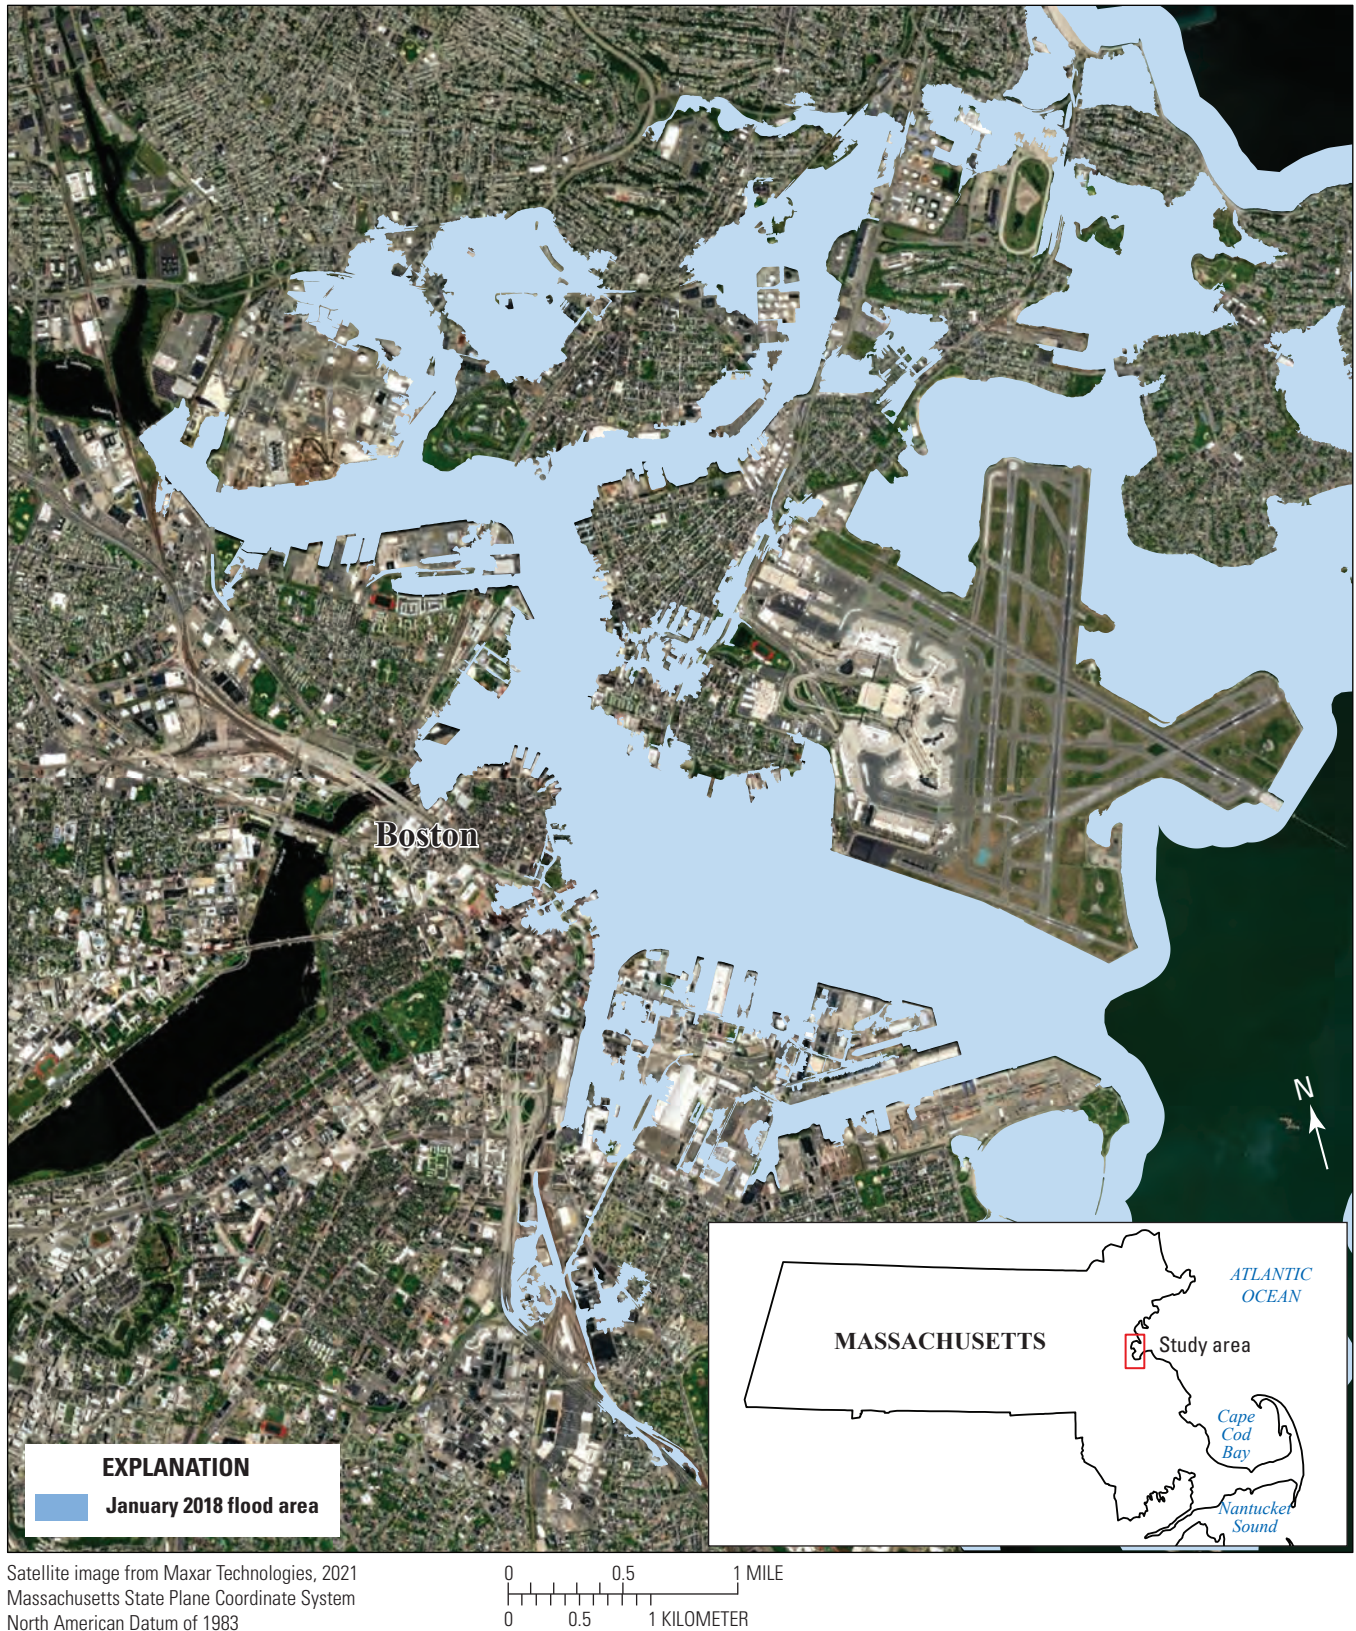 Boston
N
ATLANTIC
OCEAN
MASSACHUSETTS
Study area
Cape
Cod
Bay
Nantucket
Sound
EXPLANATION
January 2018 flood area
Satellite image from Maxar Technologies, 2021
Massachusetts State Plane Coordinate System
North American Datum of 1983
0 0.5 1 MILE
0 0.5 1 KILOMETER